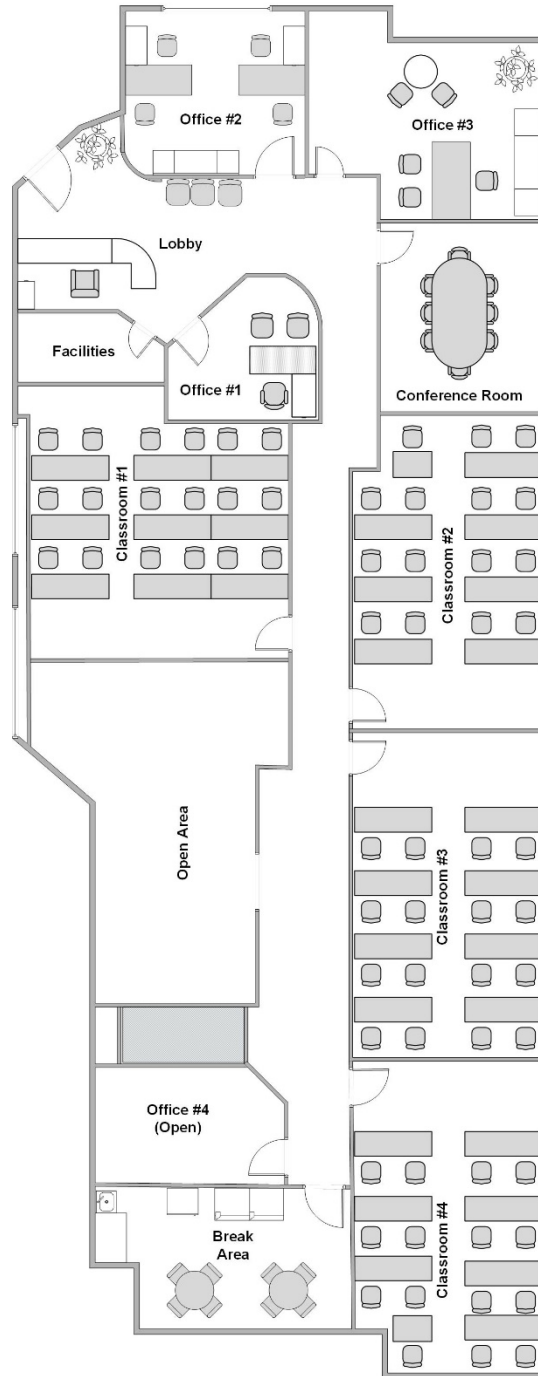 Office #2
Office #3
Lobby
Facilities
Office #1
Conference Room
Classroom #1
Classroom #2
Classroom #3
Open Area
Office #4
(Open)
Classroom #4
Break
Area